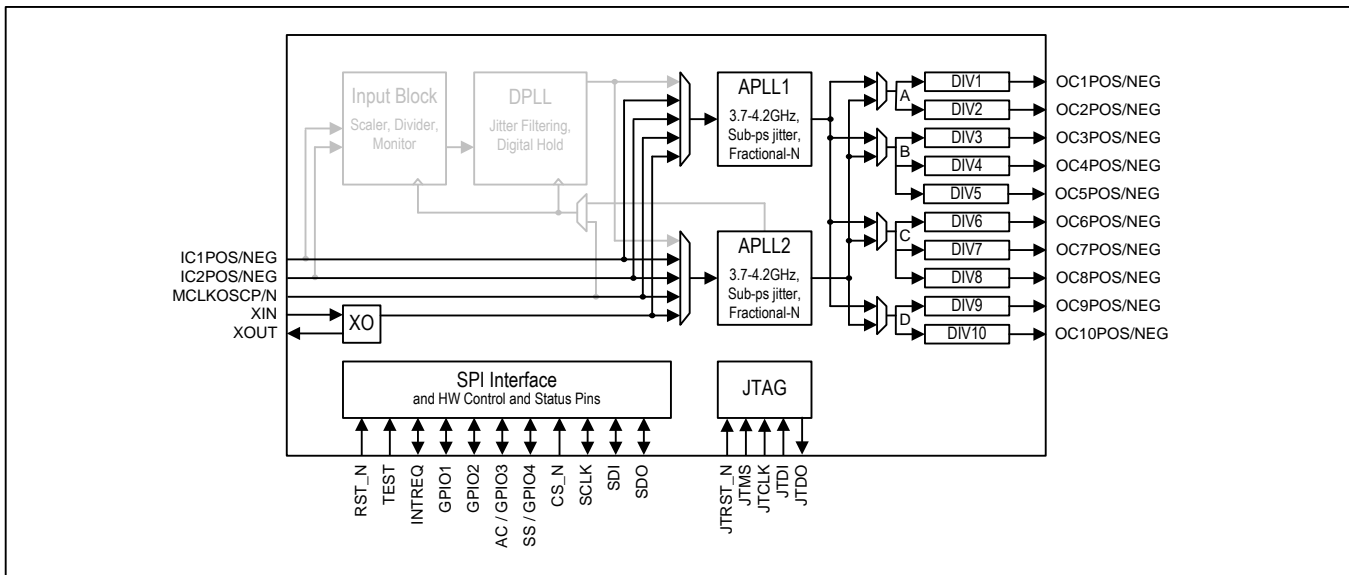 Input Block
Scaler, Divider,
Monitor
DPLL
Jitter Filtering,
Digital Hold
APLL1
3.7-4.2GHz,
Sub-ps jitter,
Fractional-N
APLL2
3.7-4.2GHz,
Sub-ps jitter,
Fractional-N
A
B
C
D
DIV1
DIV2
DIV3
DIV4
DIV5
DIV6
DIV7
DIV8
DIV9
DIV10
OC1POS/NEG
OC2POS/NEG
OC3POS/NEG
OC4POS/NEG
OC5POS/NEG
OC6POS/NEG
OC7POS/NEG
OC8POS/NEG
OC9POS/NEG
OC10POS/NEG
IC1POS/NEG
IC2POS/NEG
MCLKOSCP/N
XIN
XOUT
XO
SPI Interface
and HW Control and Status Pins
JTAG
RST_N
TEST
INTREQ
GPIO1
GPIO2
AC / GPIO3
SS / GPIO4
CS_N
SCLK
SDI
SDO
JTRST_N
JTMS
JTCLK
JTDI
JTDO